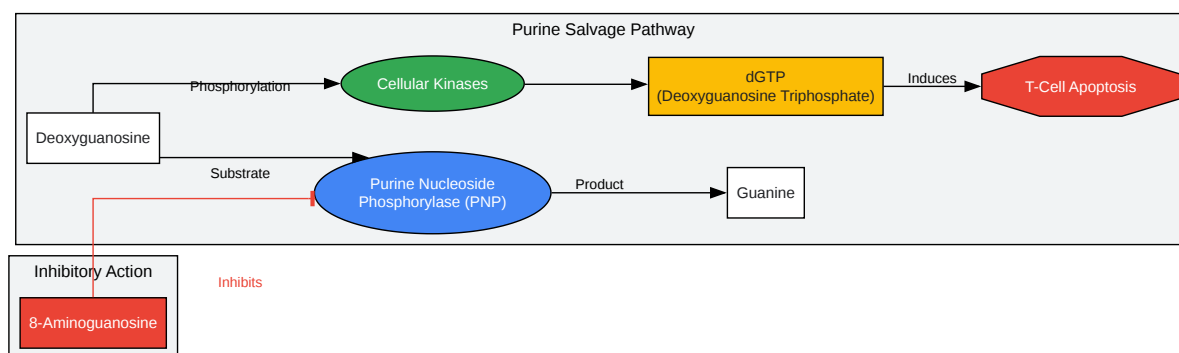 Purine Salvage Pathway
Phosphorylation
Cellular Kinases
dGTP
(Deoxyguanosine Triphosphate)
Induces
T-Cell Apoptosis
Deoxyguanosine
Substrate
Purine Nucleoside
Phosphorylase (PNP)
Product
Guanine
Inhibitory Action
Inhibits
8-Aminoguanosine